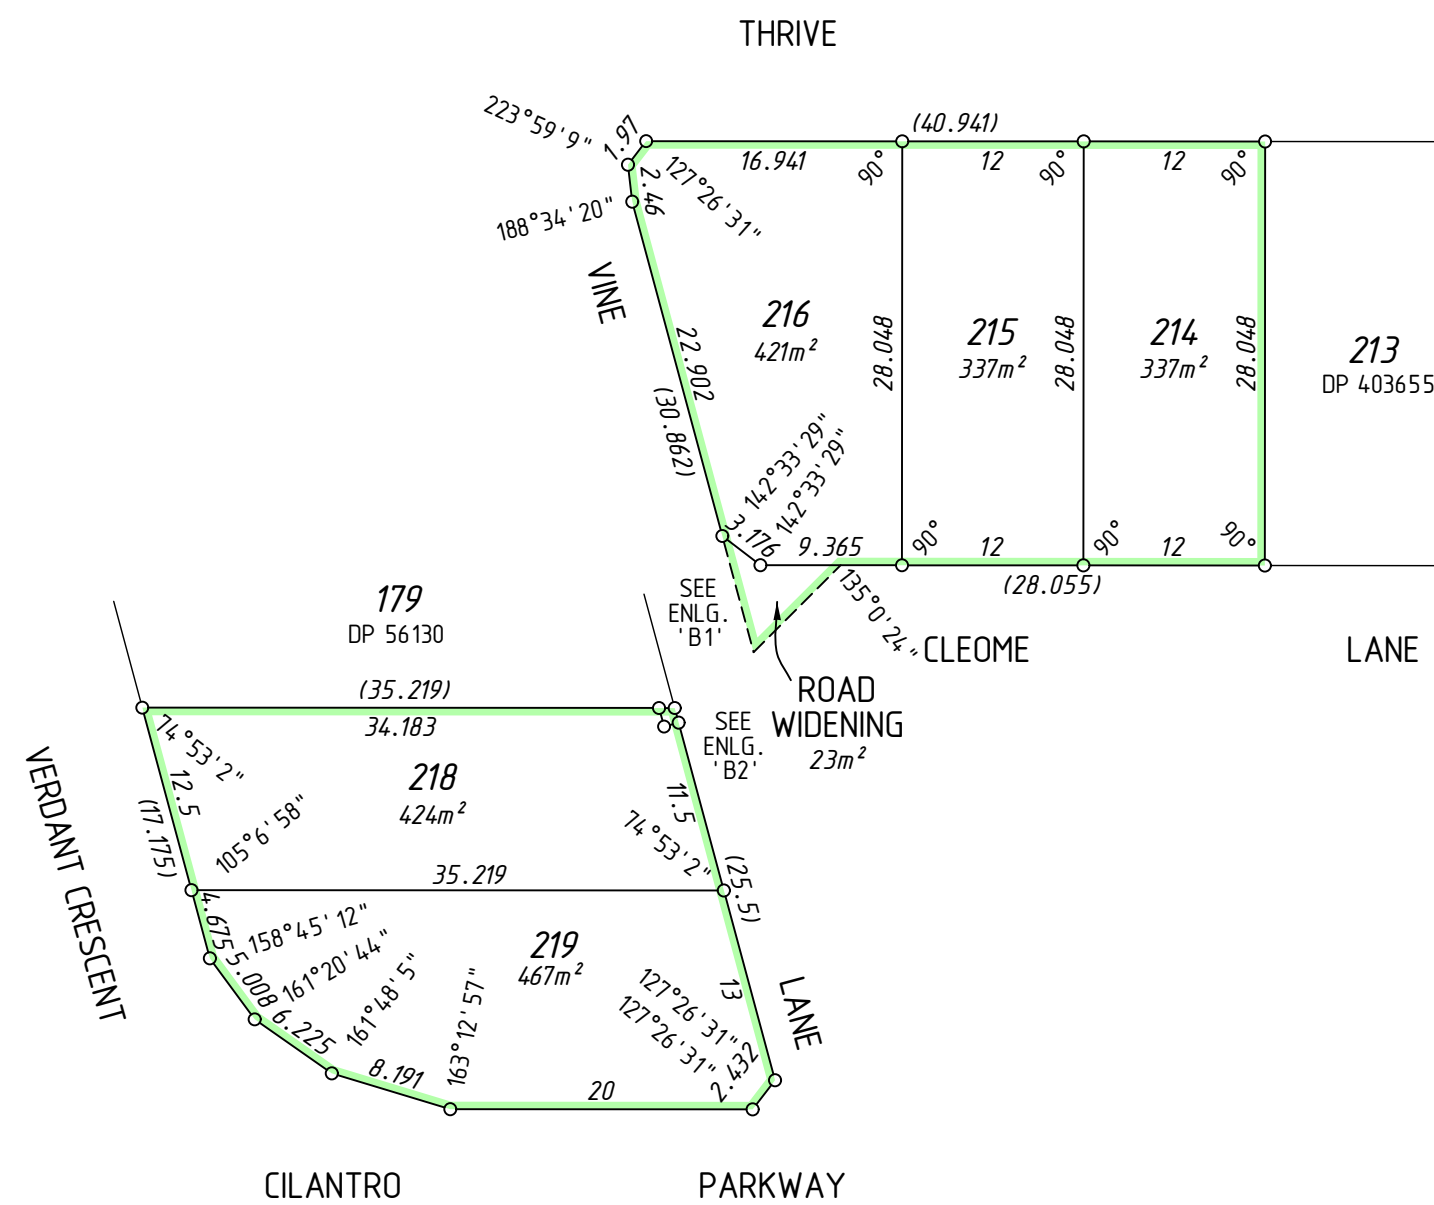 THRIVE
223°59'9"
1.97
(40.941)
16.941
90°
12
90°
12
90°
127°26'31"
2.46
188°34'20"
VINE
216
421m²
28.048
215
337m²
28.048
214
337m²
28.048
213
DP 403655
22.902
(30.862)
142°33'29"
142°33'29"
3.176
9.365
90°
12
90°
12
90°
(28.055)
135°0'24"
SEE
ENLG.
'B1'
CLEOME
LANE
179
DP 56130
ROAD
WIDENING
23m²
(35.219)
34.183
SEE
ENLG.
'B2'
74°53'2"
12.5
(17.175)
218
424m²
105°6'58"
11.5
74°53'2"
(25.5)
VERDANT CRESCENT
35.219
4.675
158°45'12"
5.008
161°20'44"
6.225
161°48'5"
8.191
163°12'57"
219
467m²
13
127°26'31"
127°26'31"
2.432
LANE
20
CILANTRO
PARKWAY